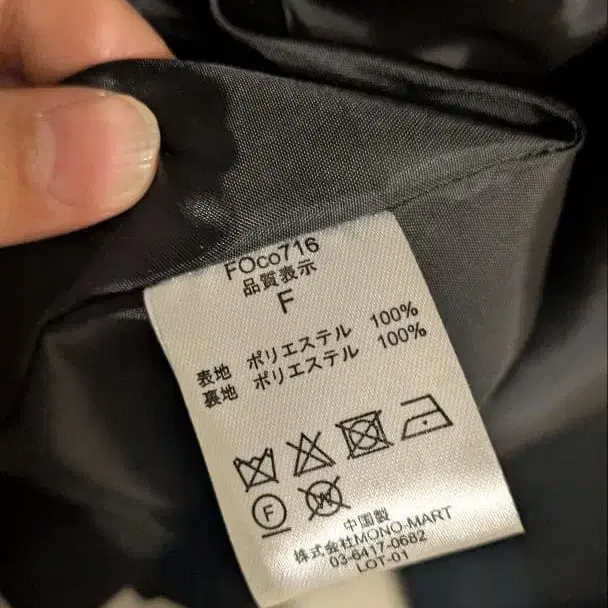 FOco716
品質表示
F
表地 ポリエステル 100%
裏地 ポリエステル 100%
F
W
中国製
株式会社MONO-MART
03-6417-0682
LOT-01